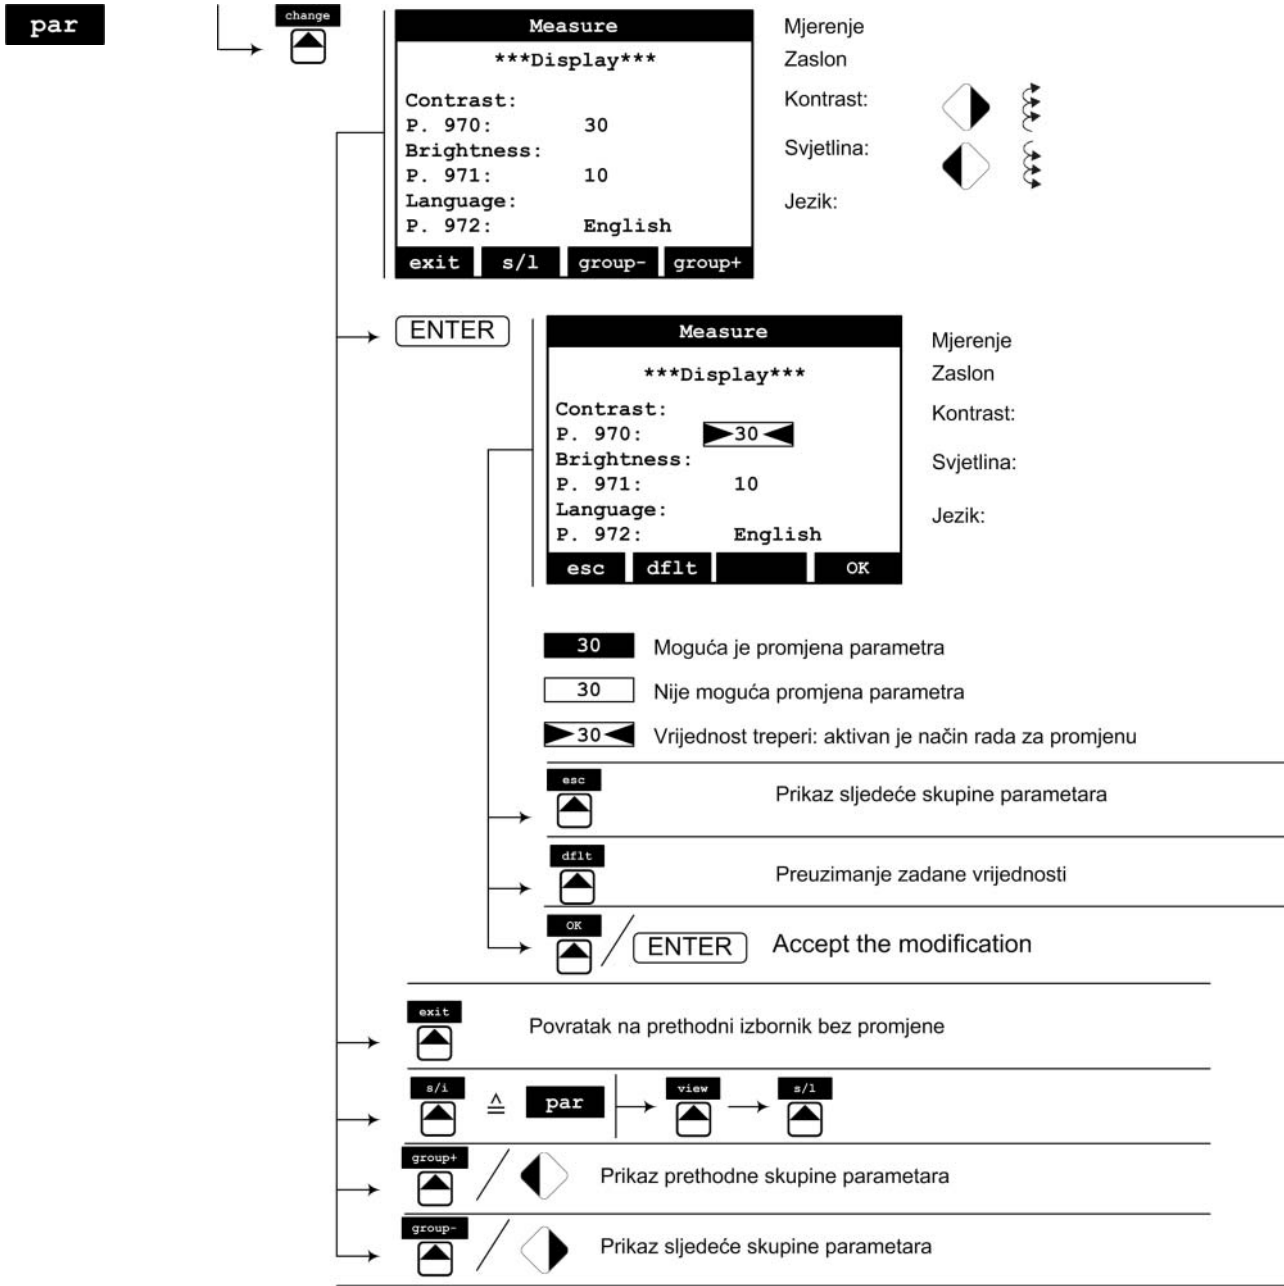 par
change
Measure
***Display***
Contrast:
P. 970: 30
Brightness:
P. 971: 10
Language:
P. 972: English
exit s/l group- group+
Mjerenje
Zaslon
Kontrast:
Svjetlina:
Jezik:
ENTER
Measure
***Display***
Contrast:
P. 970: 30
Brightness:
P. 971: 10
Language:
P. 972: English
esc dflt OK
Mjerenje
Zaslon
Kontrast:
Svjetlina:
Jezik:
30 Moguća je promjena parametra
30 Nije moguća promjena parametra
30 Vrijednost treperi: aktivan je način rada za promjenu
esc
Prikaz sljedeće skupine parametara
dflt
Preuzimanje zadane vrijednosti
OK
/ ENTER Accept the modification
exit
Povratak na prethodni izbornik bez promjene
s/i ≙ par view s/l
group+
/ Prikaz prethodne skupine parametara
group-
/ Prikaz sljedeće skupine parametara